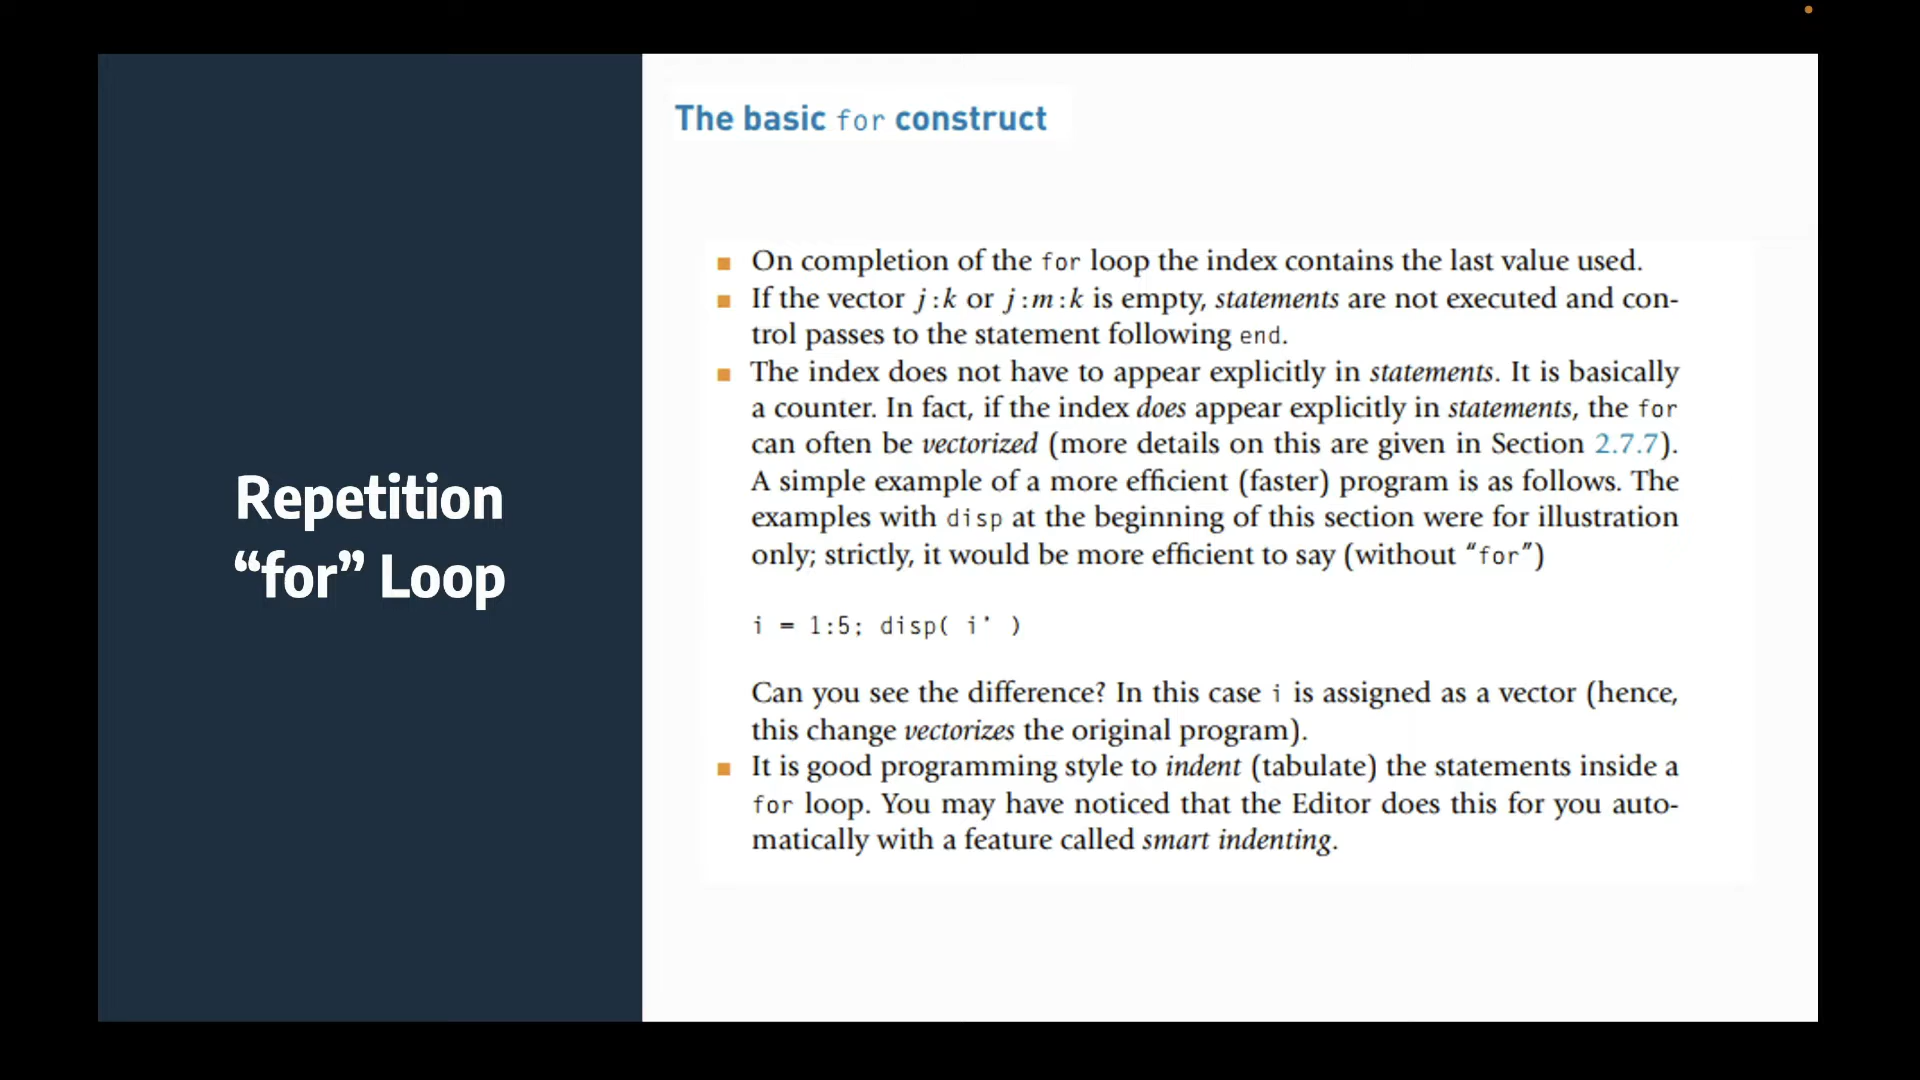 Repetition
“for” Loop
The basic for construct
■ On completion of the for loop the index contains the last value used.
■ If the vector j:k or j:m:k is empty, statements are not executed and con-
trol passes to the statement following end.
■ The index does not have to appear explicitly in statements. It is basically
a counter. In fact, if the index does appear explicitly in statements, the for
can often be vectorized (more details on this are given in Section 2.7.7).
A simple example of a more efficient (faster) program is as follows. The
examples with disp at the beginning of this section were for illustration
only; strictly, it would be more efficient to say (without “for”)
i = 1:5; disp( i' )
Can you see the difference? In this case i is assigned as a vector (hence,
this change vectorizes the original program).
■ It is good programming style to indent (tabulate) the statements inside a
for loop. You may have noticed that the Editor does this for you auto-
matically with a feature called smart indenting.